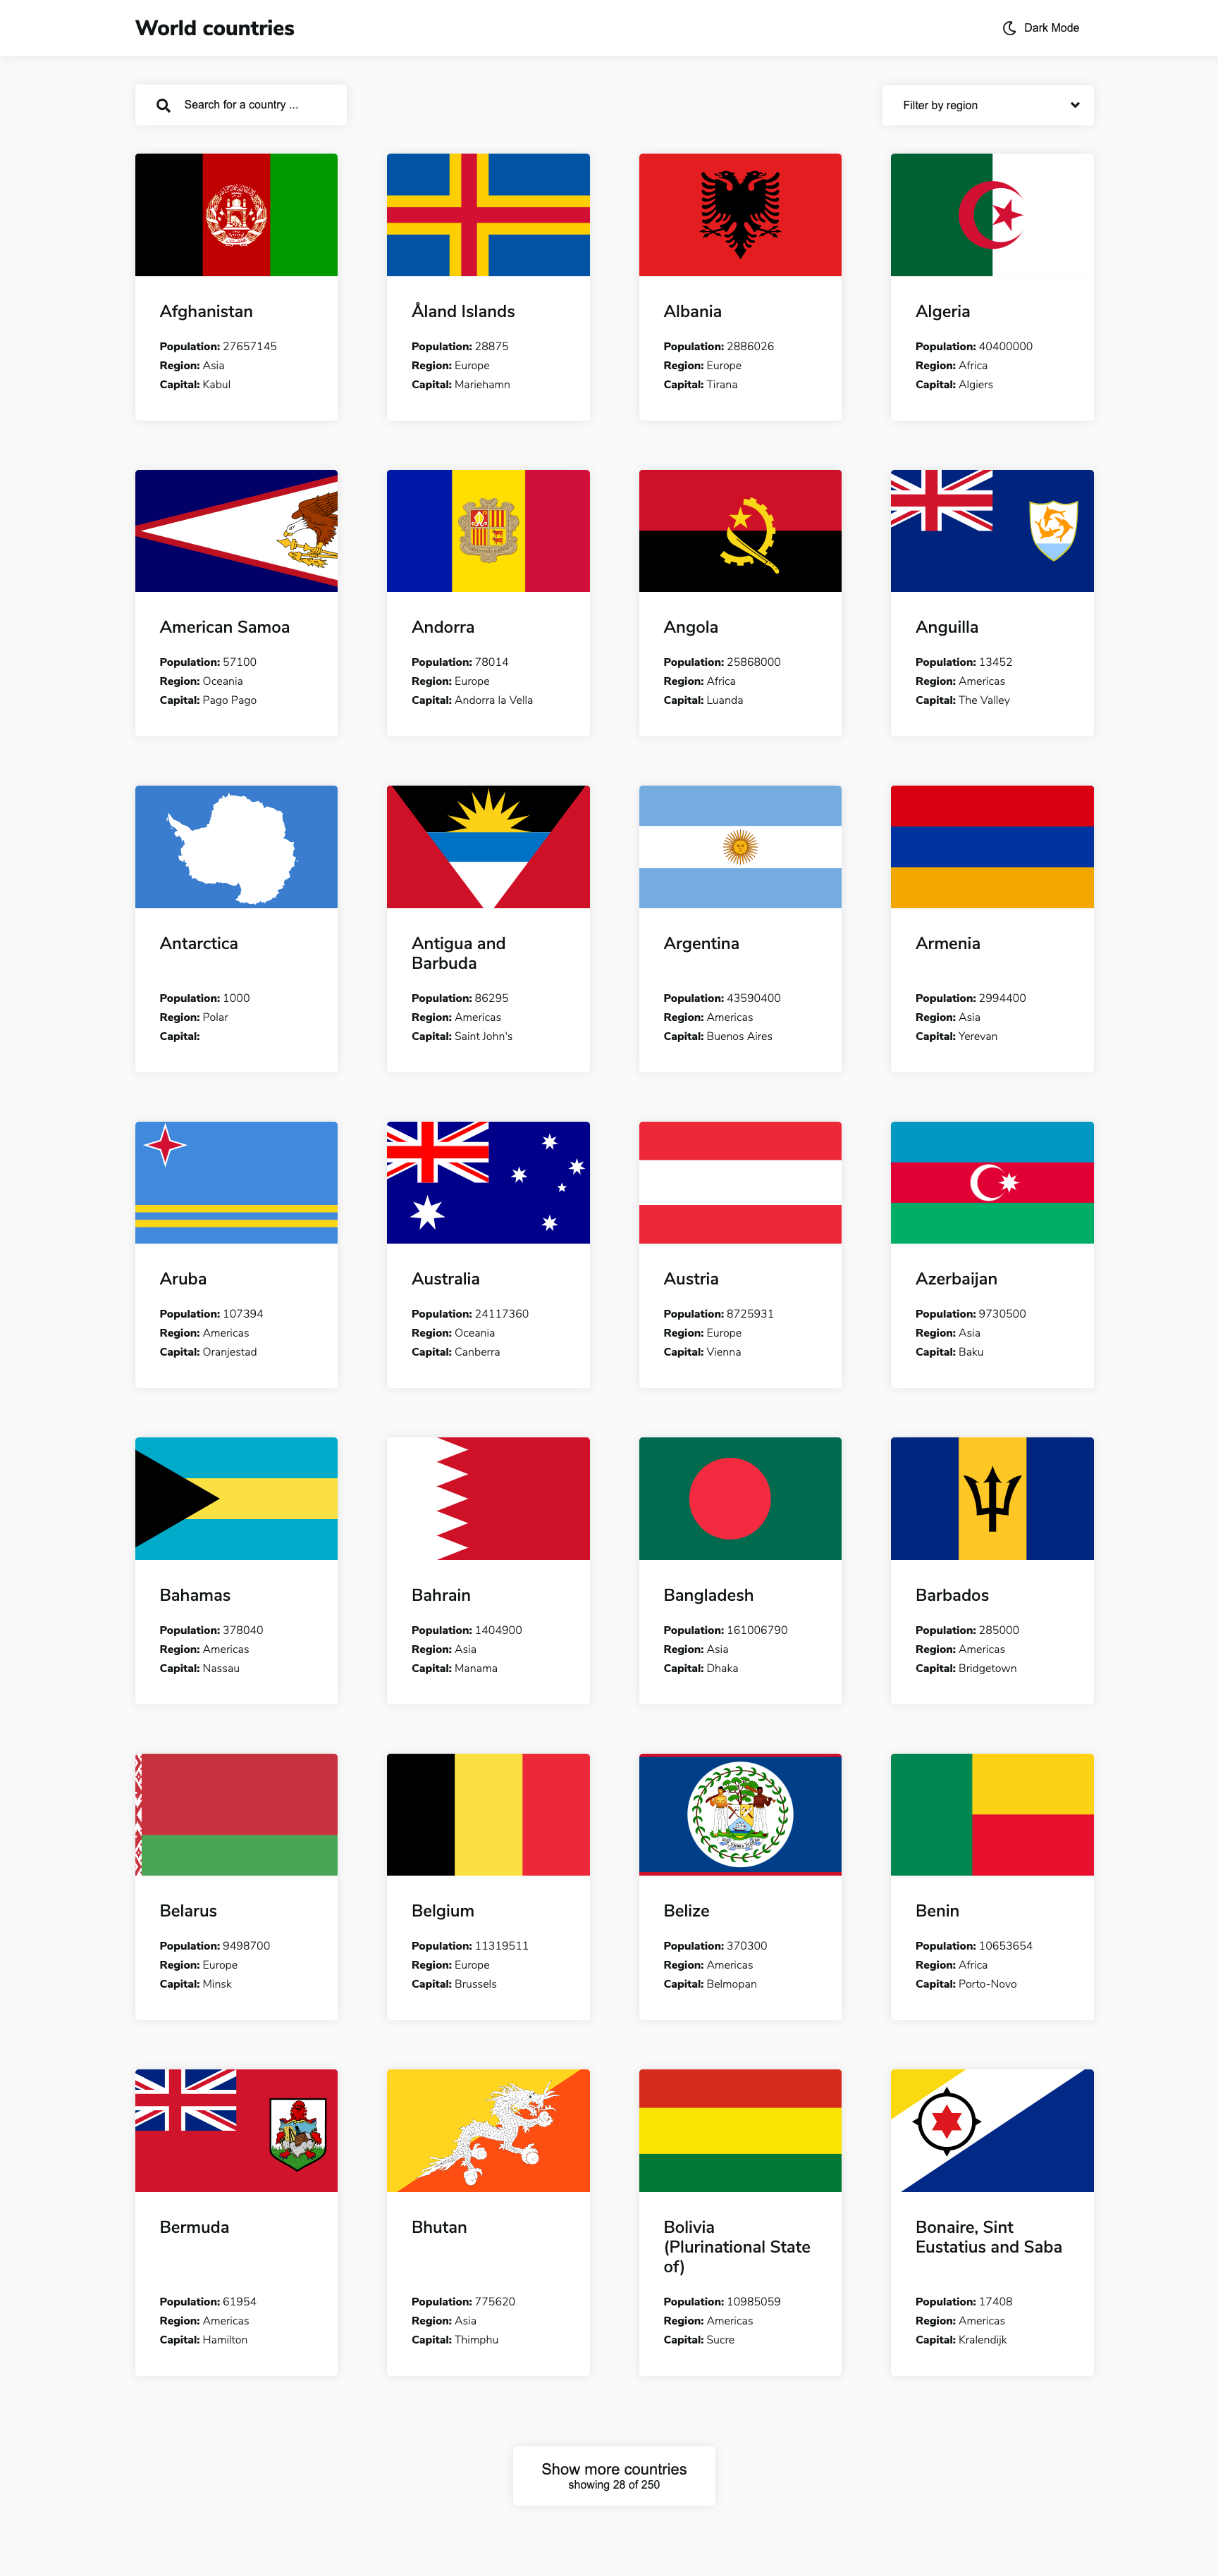 World countries
Dark Mode
Search for a country ...
Filter by region
Afghanistan
Population: 27657145
Region: Asia
Capital: Kabul
Åland Islands
Population: 28875
Region: Europe
Capital: Mariehamn
Albania
Population: 2886026
Region: Europe
Capital: Tirana
Algeria
Population: 40400000
Region: Africa
Capital: Algiers
American Samoa
Population: 57100
Region: Oceania
Capital: Pago Pago
Andorra
Population: 78014
Region: Europe
Capital: Andorra la Vella
Angola
Population: 25868000
Region: Africa
Capital: Luanda
Anguilla
Population: 13452
Region: Americas
Capital: The Valley
Antarctica
Population: 1000
Region: Polar
Capital:
Antigua and
Barbuda
Population: 86295
Region: Americas
Capital: Saint John's
Argentina
Population: 43590400
Region: Americas
Capital: Buenos Aires
Armenia
Population: 2994400
Region: Asia
Capital: Yerevan
Aruba
Population: 107394
Region: Americas
Capital: Oranjestad
Australia
Population: 24117360
Region: Oceania
Capital: Canberra
Austria
Population: 8725931
Region: Europe
Capital: Vienna
Azerbaijan
Population: 9730500
Region: Asia
Capital: Baku
Bahamas
Population: 378040
Region: Americas
Capital: Nassau
Bahrain
Population: 1404900
Region: Asia
Capital: Manama
Bangladesh
Population: 161006790
Region: Asia
Capital: Dhaka
Barbados
Population: 285000
Region: Americas
Capital: Bridgetown
Belarus
Population: 9498700
Region: Europe
Capital: Minsk
Belgium
Population: 11319511
Region: Europe
Capital: Brussels
Belize
Population: 370300
Region: Americas
Capital: Belmopan
Benin
Population: 10653654
Region: Africa
Capital: Porto-Novo
Bermuda
Population: 61954
Region: Americas
Capital: Hamilton
Bhutan
Population: 775620
Region: Asia
Capital: Thimphu
Bolivia
(Plurinational State
of)
Population: 10985059
Region: Americas
Capital: Sucre
Bonaire, Sint
Eustatius and Saba
Population: 17408
Region: Americas
Capital: Kralendijk
Show more countries
showing 28 of 250